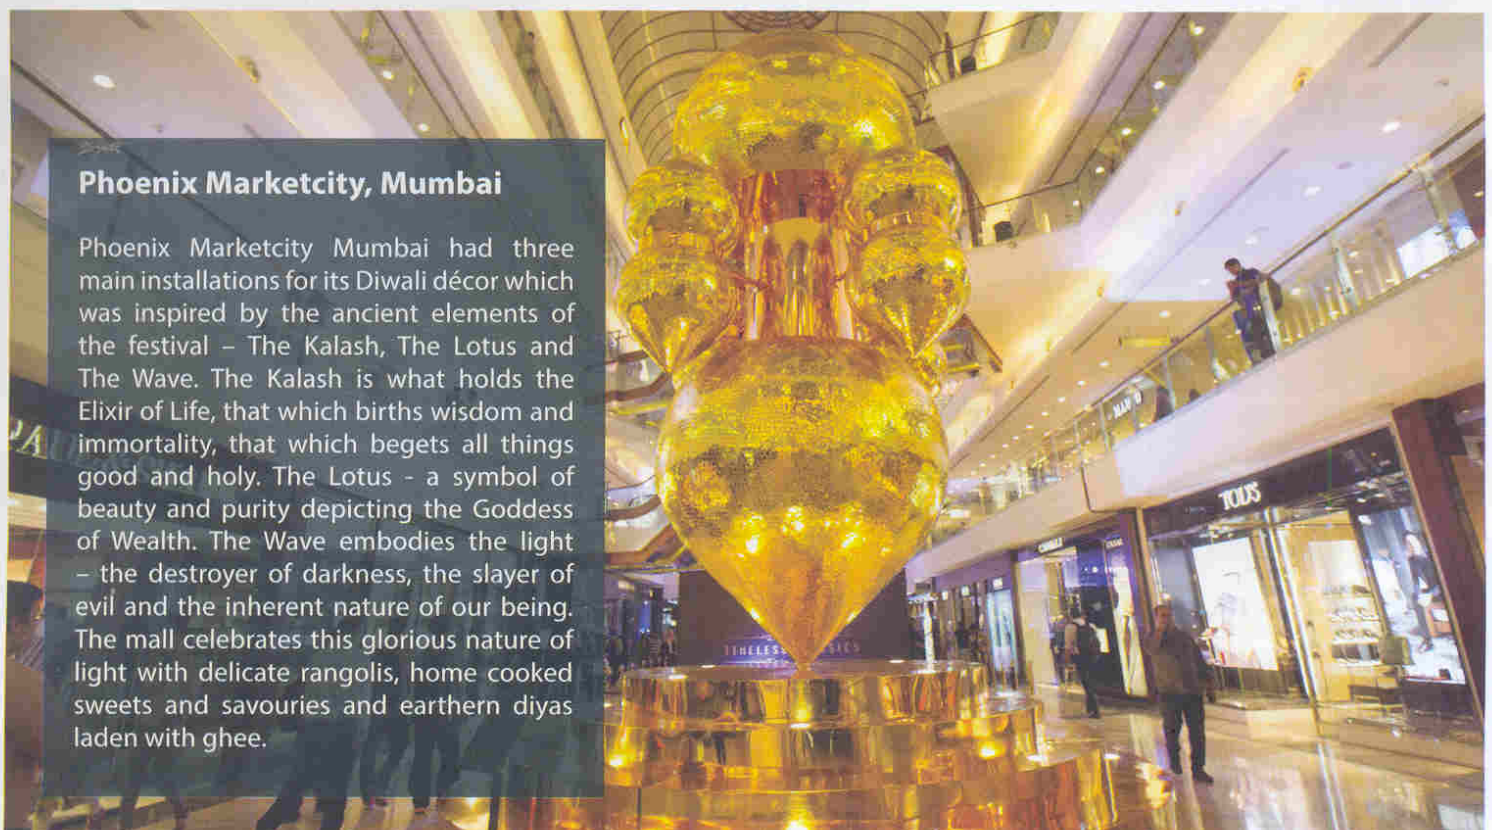 Phoenix Marketcity, Mumbai
Phoenix Marketcity Mumbai had three
main installations for its Diwali décor which
was inspired by the ancient elements of
the festival – The Kalash, The Lotus and
The Wave. The Kalash is what holds the
Elixir of Life, that which births wisdom and
immortality, that which begets all things
good and holy. The Lotus - a symbol of
beauty and purity depicting the Goddess
of Wealth. The Wave embodies the light
– the destroyer of darkness, the slayer of
evil and the inherent nature of our being.
The mall celebrates this glorious nature of
light with delicate rangolis, home cooked
sweets and savouries and earthern diyas
laden with ghee.
TOD'S